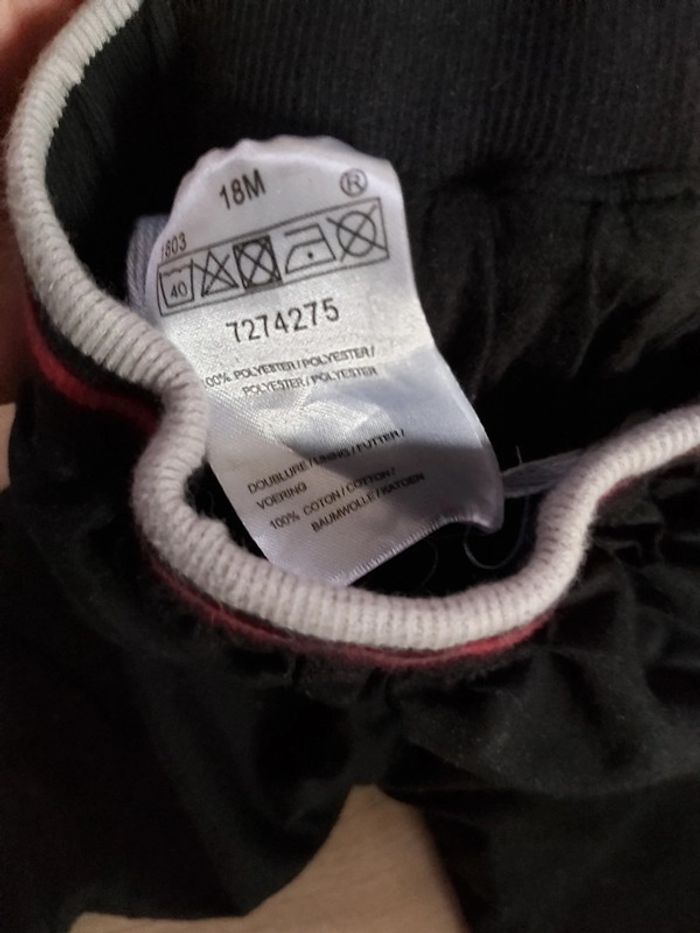 18M ®
1803
40
7274275
100% POLYESTER/POLYESTER/
POLYESTER/POLYESTER
DOUBLURE/LINING/FUTTER/
VOERING
100% COTON/COTTON/
BAUMWOLLE/KATOEN